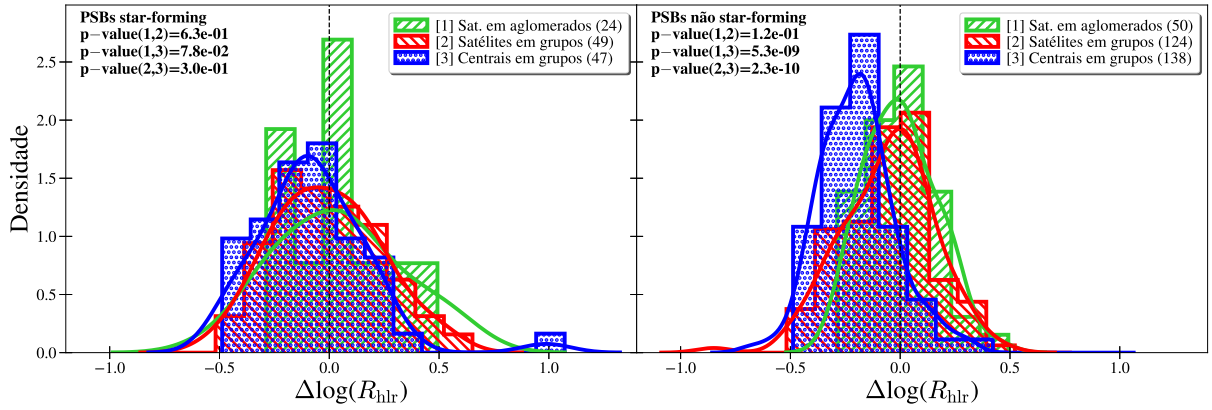 PSBs star-forming
p−value(1,2)=6.3e-01
p−value(1,3)=7.8e-02
p−value(2,3)=3.0e-01
[1] Sat. em aglomerados (24)
[2] Satélites em grupos (49)
[3] Centrais em grupos (47)
PSBs não star-forming
p−value(1,2)=1.2e-01
p−value(1,3)=5.3e-09
p−value(2,3)=2.3e-10
[1] Sat. em aglomerados (50)
[2] Satélites em grupos (124)
[3] Centrais em grupos (138)
Densidade
2.5
2.0
1.5
1.0
0.5
0.0
−1.0 −0.5 0.0 0.5 1.0
−1.0 −0.5 0.0 0.5 1.0
Δlog(R_hlr)
Δlog(R_hlr)